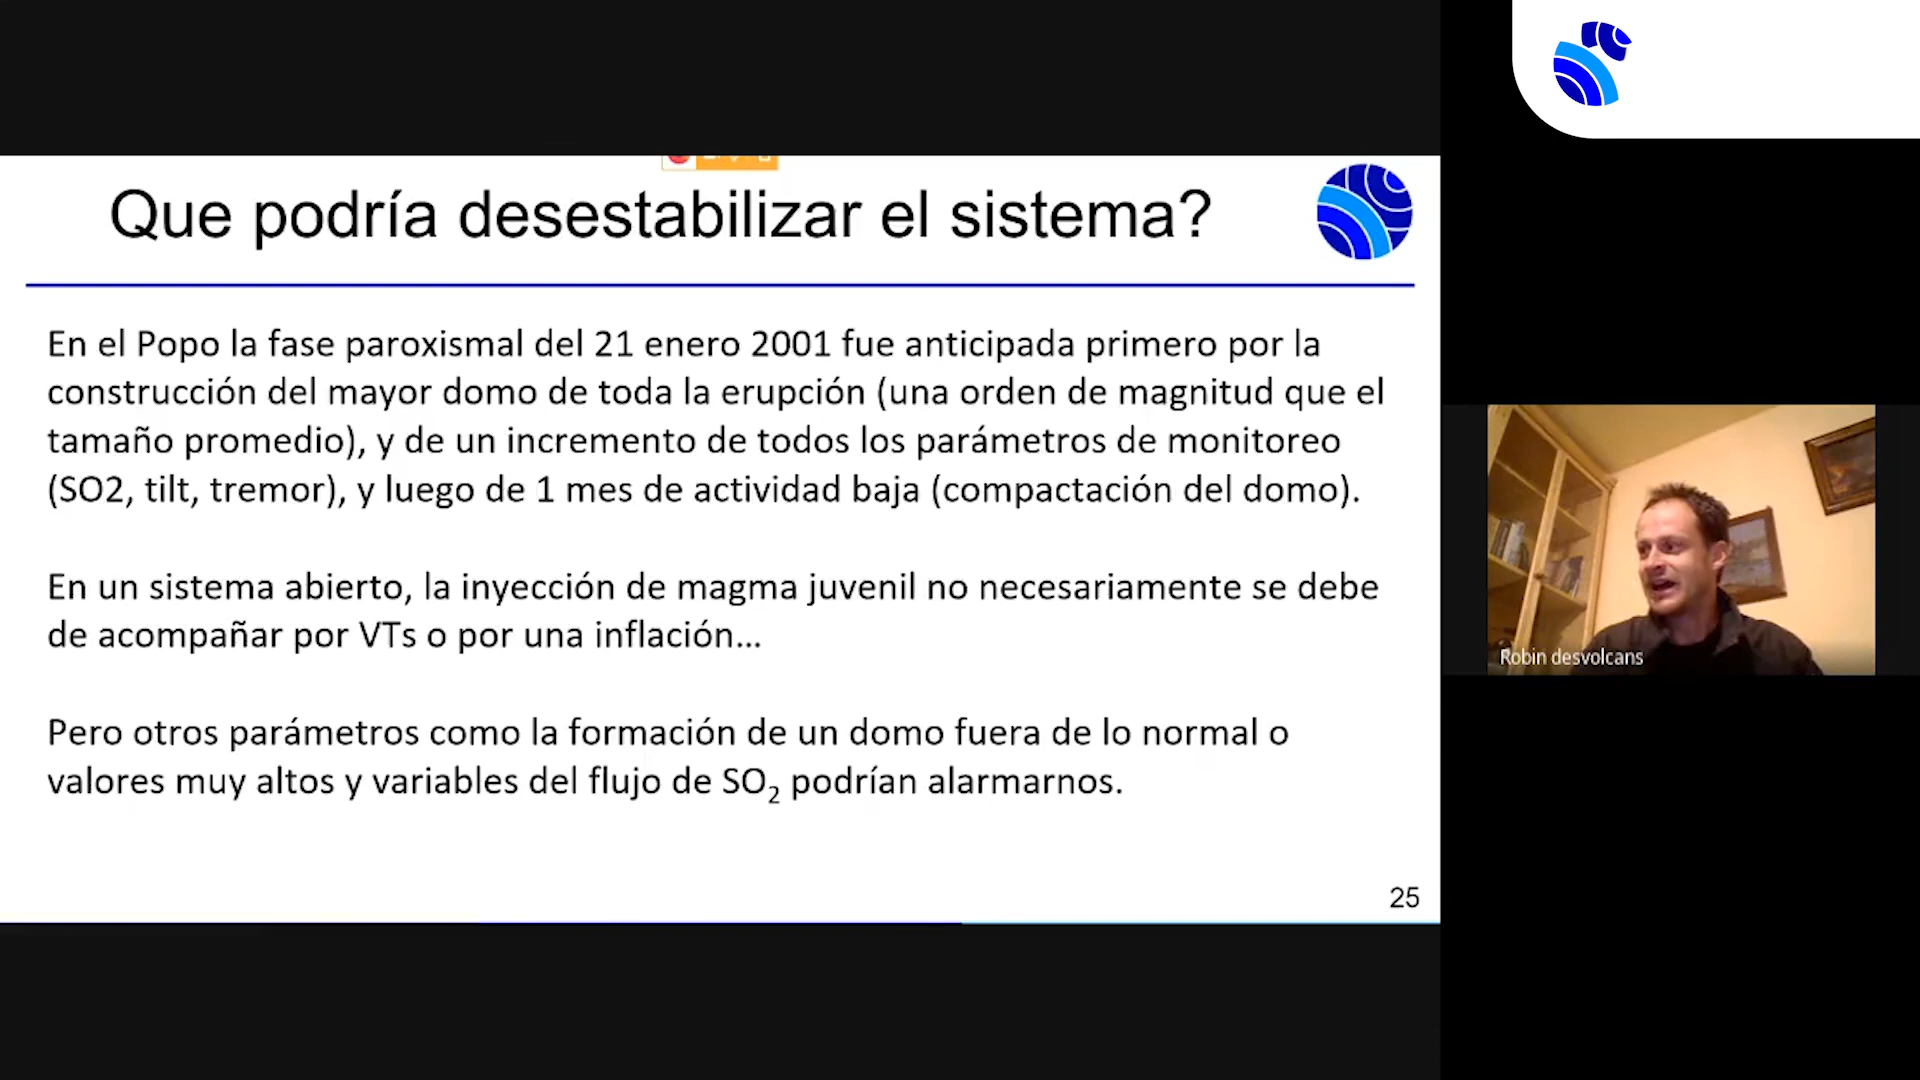 Que podría desestabilizar el sistema?
En el Popo la fase paroxismal del 21 enero 2001 fue anticipada primero por la
construcción del mayor domo de toda la erupción (una orden de magnitud que el
tamaño promedio), y de un incremento de todos los parámetros de monitoreo
(SO2, tilt, tremor), y luego de 1 mes de actividad baja (compactación del domo).
En un sistema abierto, la inyección de magma juvenil no necesariamente se debe
de acompañar por VTs o por una inflación...
Pero otros parámetros como la formación de un domo fuera de lo normal o
valores muy altos y variables del flujo de SO₂ podrían alarmarnos.
25
Robin desvolcans